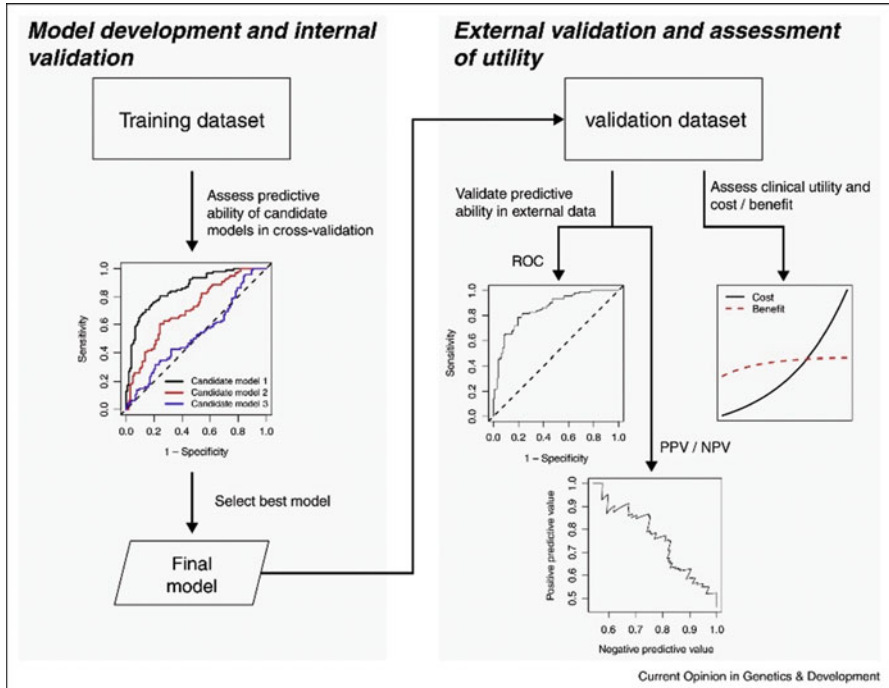 Model development and internal
validation
Training dataset
Assess predictive
ability of candidate
models in cross-validation
Sensitivity
1.0
0.8
0.6
0.4
0.2
0.0
Candidate model 1
Candidate model 2
Candidate model 3
0.0 0.2 0.4 0.6 0.8 1.0
1 – Specificity
Select best model
Final
model
External validation and assessment
of utility
validation dataset
Validate predictive
ability in external data
Assess clinical utility and
cost / benefit
ROC
Sensitivity
1.0
0.8
0.6
0.4
0.2
0.0
0.0 0.2 0.4 0.6 0.8 1.0
1 – Specificity
Cost
Benefit
PPV / NPV
Positive predictive value
1.0
0.9
0.8
0.7
0.6
0.5
0.6 0.7 0.8 0.9 1.0
Negative predictive value
Current Opinion in Genetics & Development